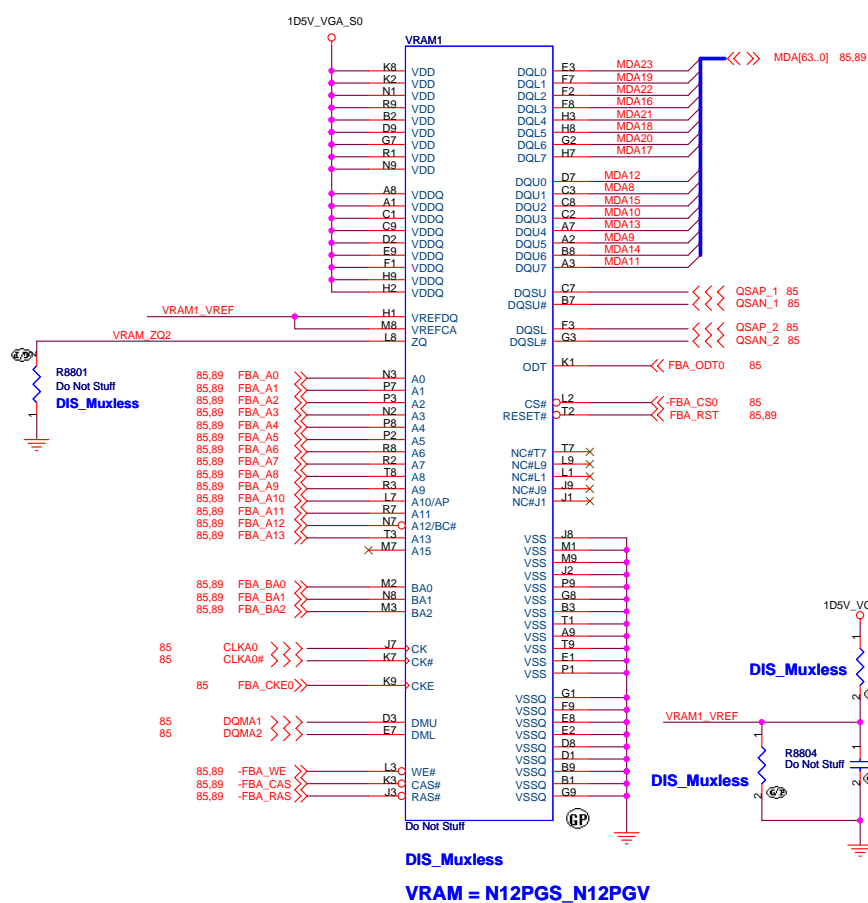 1D5V_VGA_S0
VRAM1
K8 VDD
K2 VDD
N1 VDD
R9 VDD
B2 VDD
D9 VDD
G7 VDD
R1 VDD
N9 VDD
A8 VDDQ
A1 VDDQ
C1 VDDQ
C9 VDDQ
D2 VDDQ
E9 VDDQ
F1 VDDQ
H9 VDDQ
H2 VDDQ
VRAM1_VREF H1 VREFDQ
M8 VREFCA
VRAM_ZQ2 L8 ZQ
2
R8801
Do Not Stuff
DIS_Muxless
1
85,89 FBA_A0 N3 A0
85,89 FBA_A1 P7 A1
85,89 FBA_A2 P3 A2
85,89 FBA_A3 N2 A3
85,89 FBA_A4 P8 A4
85,89 FBA_A5 P2 A5
85,89 FBA_A6 R8 A6
85,89 FBA_A7 R2 A7
85,89 FBA_A8 T8 A8
85,89 FBA_A9 R3 A9
85,89 FBA_A10 L7 A10/AP
85,89 FBA_A11 R7 A11
85,89 FBA_A12 N7 A12/BC#
85,89 FBA_A13 T3 A13
M7 A15
85,89 FBA_BA0 M2 BA0
85,89 FBA_BA1 N8 BA1
85,89 FBA_BA2 M3 BA2
85 CLKA0 J7 CK
85 CLKA0# K7 CK#
85 FBA_CKE0 K9 CKE
85 DQMA1 D3 DMU
85 DQMA2 E7 DML
85,89 -FBA_WE L3 WE#
85,89 -FBA_CAS K3 CAS#
85,89 -FBA_RAS J3 RAS#
DQL0 E3 MDA23
DQL1 F7 MDA19
DQL2 F2 MDA22
DQL3 F8 MDA16
DQL4 H3 MDA21
DQL5 H8 MDA18
DQL6 G2 MDA20
DQL7 H7 MDA17
MDA[63..0] 85,89
DQU0 D7 MDA12
DQU1 C3 MDA8
DQU2 C8 MDA15
DQU3 C2 MDA10
DQU4 A7 MDA13
DQU5 A2 MDA9
DQU6 B8 MDA14
DQU7 A3 MDA11
DQSU C7 QSAP_1 85
DQSU# B7 QSAN_1 85
DQSL F3 QSAP_2 85
DQSL# G3 QSAN_2 85
ODT K1 FBA_ODT0 85
CS# L2 -FBA_CS0 85
RESET# T2 FBA_RST 85,89
NC#T7 T7
NC#L9 L9
NC#L1 L1
NC#J9 J9
NC#J1 J1
VSS J8
VSS M1
VSS M9
VSS J2
VSS P9
VSS G8
VSS B3
VSS T1
VSS A9
VSS T9
VSS E1
VSS P1
VSSQ G1
VSSQ F9
VSSQ E8
VSSQ E2
VSSQ D8
VSSQ D1
VSSQ B9
VSSQ B1
VSSQ G9
GP
Do Not Stuff
DIS_Muxless
VRAM = N12PGS_N12PGV
1
DIS_Muxless
2
VRAM1_VREF
1
R8804
Do Not Stuff
DIS_Muxless
2
1
2